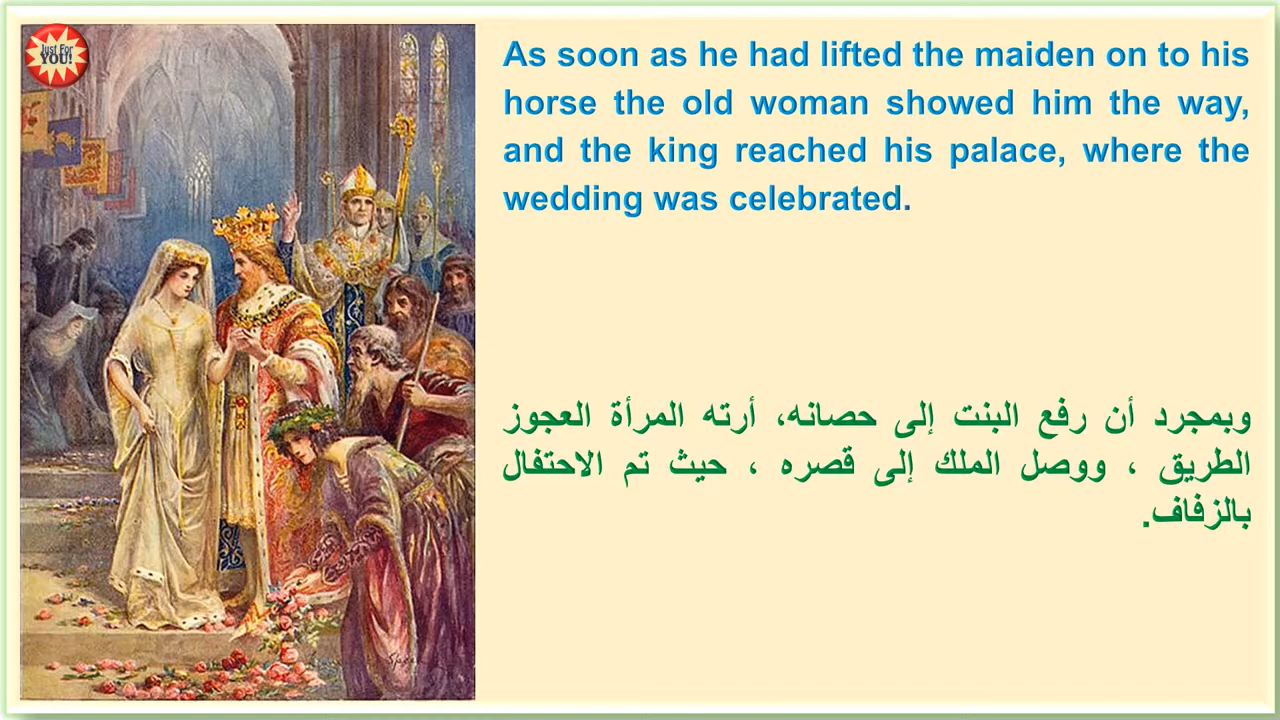 Just For
YOU!
As soon as he had lifted the maiden on to his
horse the old woman showed him the way,
and the king reached his palace, where the
wedding was celebrated.
وبمجرد أن رفع البنت إلى حصانه، أرته المرأة العجوز
الطريق ، ووصل الملك إلى قصره ، حيث تم الاحتفال
بالزفاف.